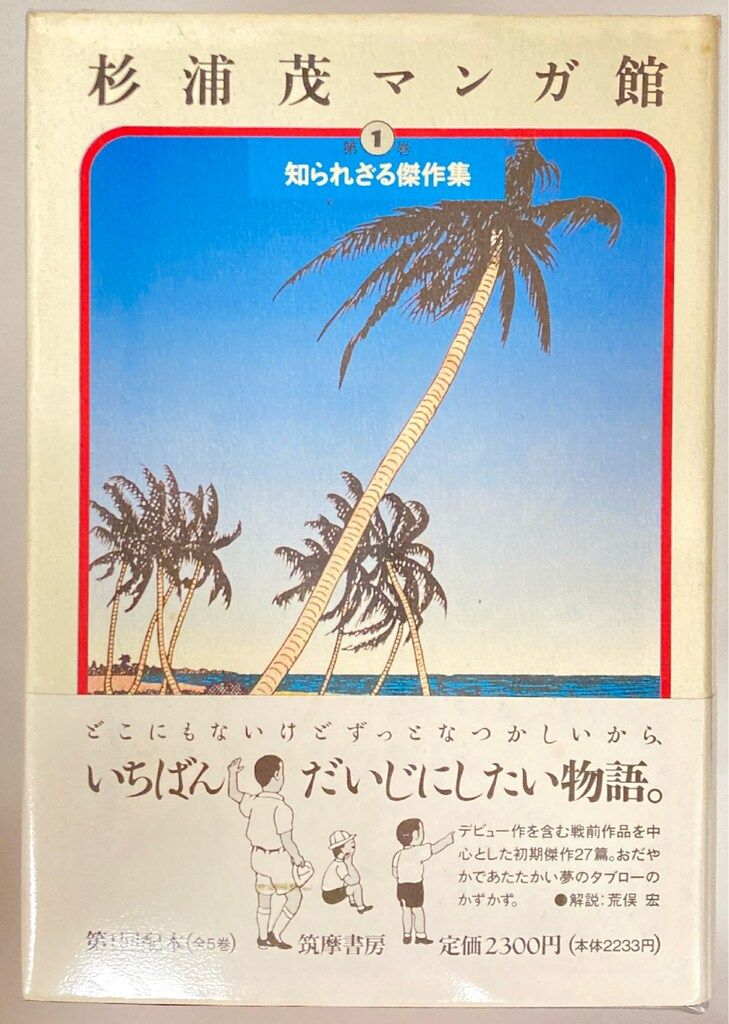 杉浦茂マンガ館
第1巻
知られざる傑作集
どこにもないけどずっとなつかしいから、
いちばんだいじにしたい物語。
デビュー作を含む戦前作品を中
心とした初期傑作27篇。おだや
かであたたかい夢のタブローの
かずかず。 ●解説:荒俣 宏
第1回配本(全5巻)
筑摩書房
定価2300円(本体2233円)